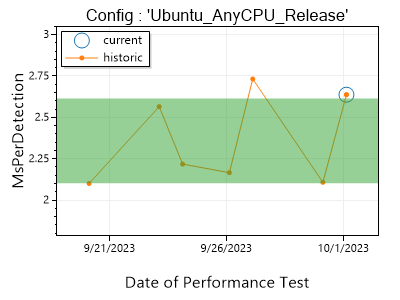 Config : 'Ubuntu_AnyCPU_Release'
current
historic
3
2.75
2.5
2.25
2
MsPerDetection
9/21/2023
9/26/2023
10/1/2023
Date of Performance Test